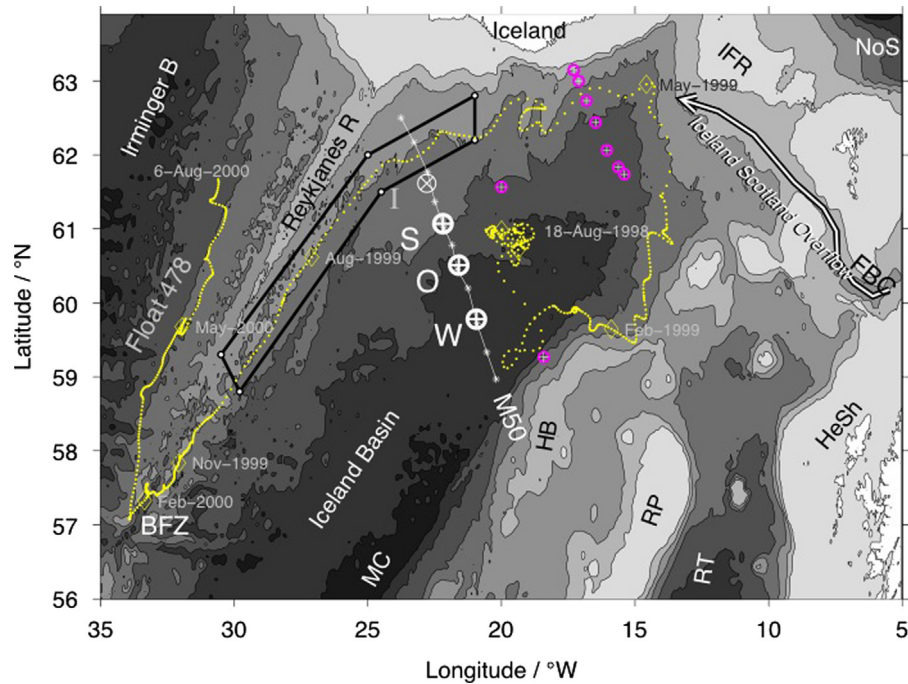 Iceland
NoS
IFR
May-1999
Irminger B
Reykjanes R
Iceland Scotland Overflow
FBC
6-Aug-2000
I
S
18-Aug-1998
O
Aug-1999
Float 478
May-2000
W
Feb-1999
M50
HB
HeSh
Iceland Basin
Nov-1999
Feb-2000
BFZ
MC
RP
RT
63
62
61
60
59
58
57
56
Latitude / °N
35
30
25
20
15
10
5
Longitude / °W